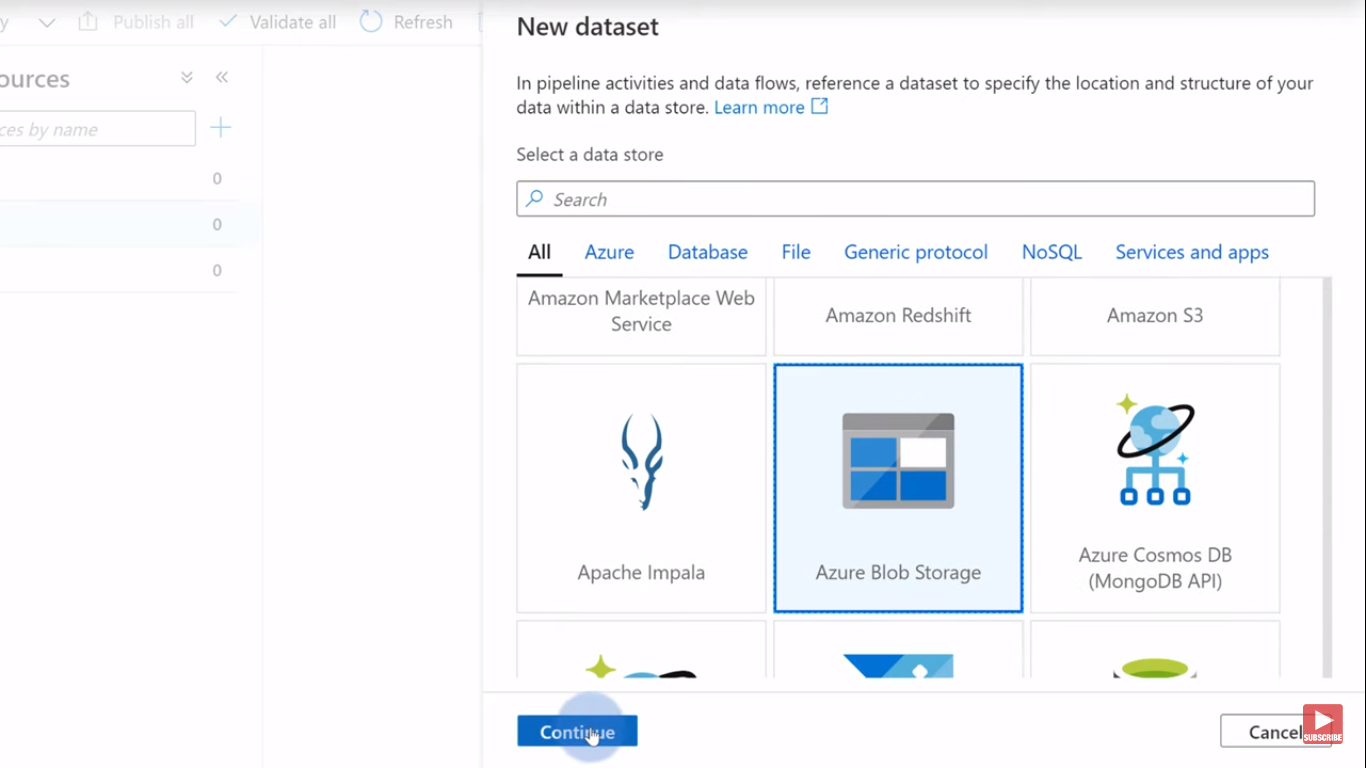 y
Publish all
Validate all
Refresh
ources
ces by name
0
0
0
New dataset
In pipeline activities and data flows, reference a dataset to specify the location and structure of your
data within a data store. Learn more
Select a data store
Search
All
Azure
Database
File
Generic protocol
NoSQL
Services and apps
Amazon Marketplace Web
Service
Amazon Redshift
Amazon S3
Apache Impala
Azure Blob Storage
Azure Cosmos DB
(MongoDB API)
Continue
Cancel
SUBSCRIBE